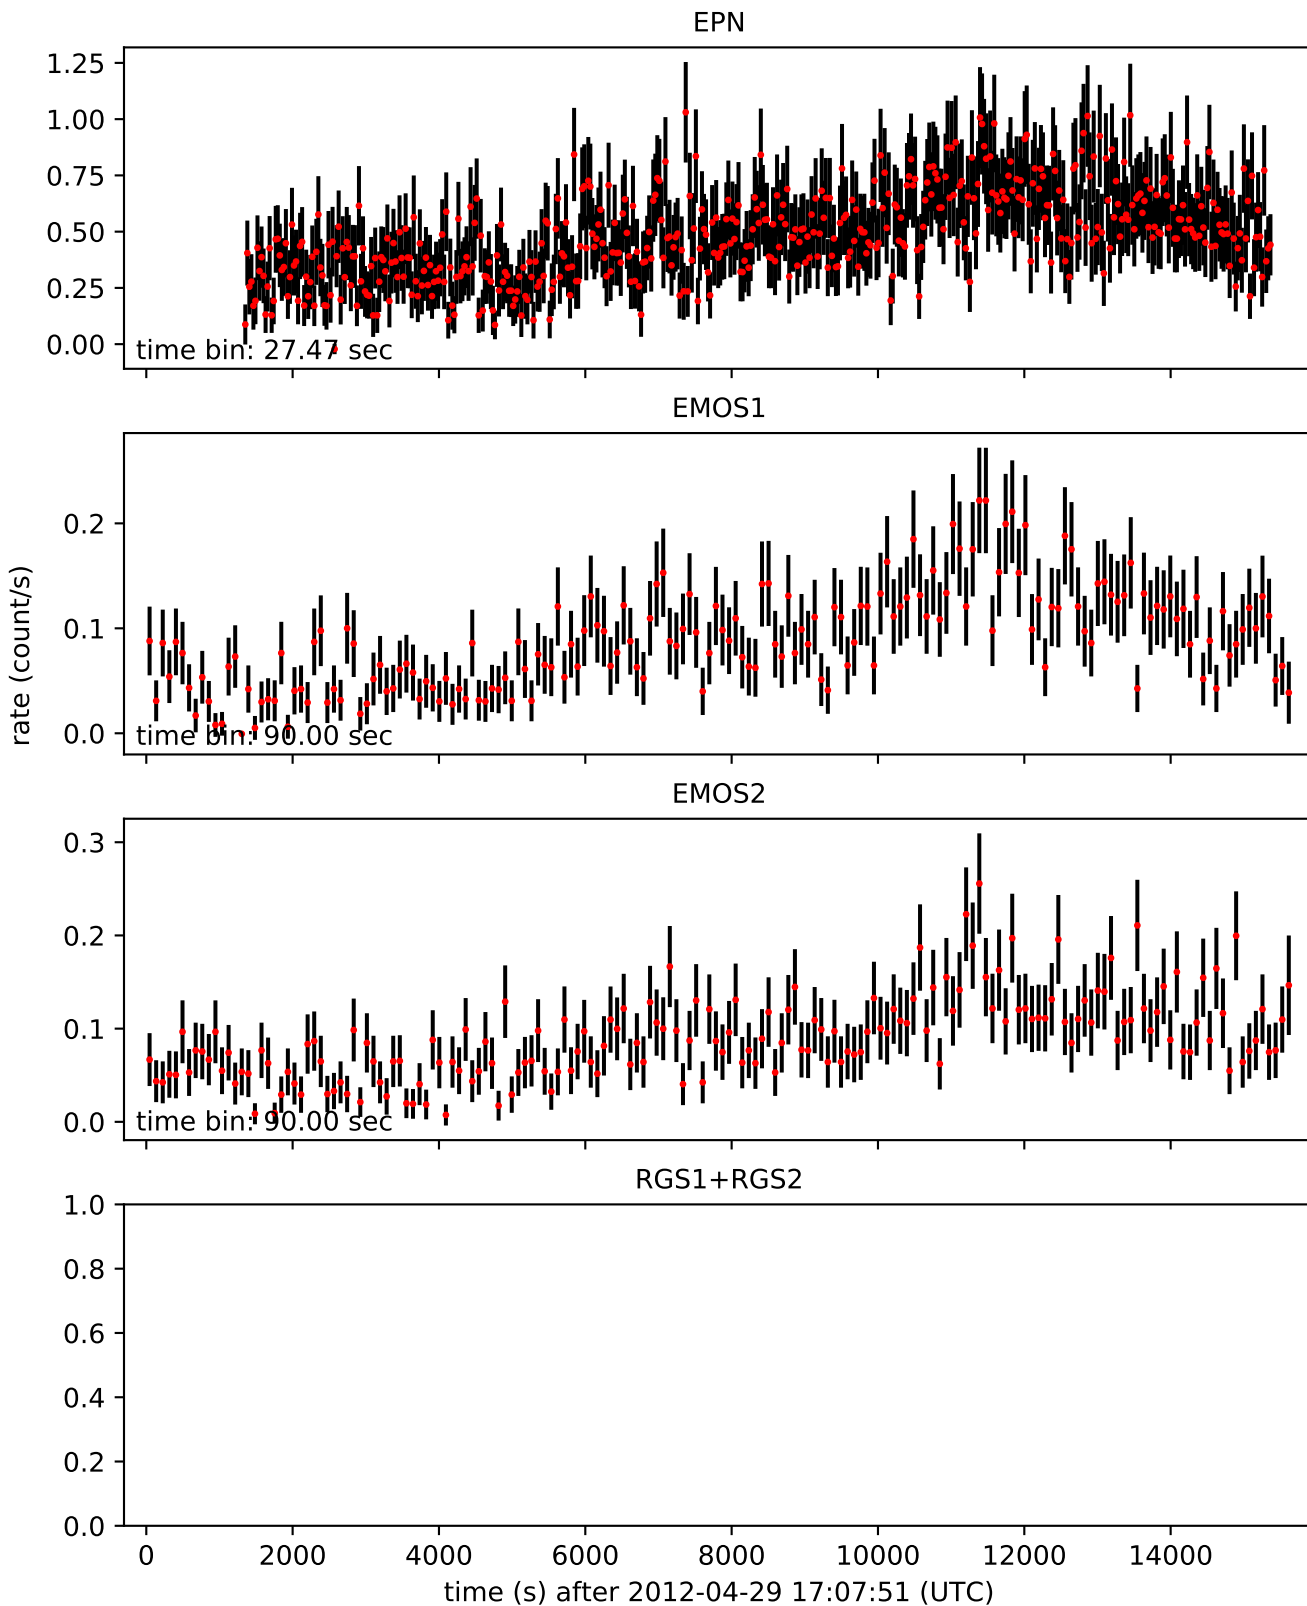 EPN
1.25
1.00
0.75
0.50
0.25
0.00
time bin: 27.47 sec
EMOS1
0.2
0.1
0.0
time bin: 90.00 sec
rate (count/s)
EMOS2
0.3
0.2
0.1
0.0
time bin: 90.00 sec
RGS1+RGS2
1.0
0.8
0.6
0.4
0.2
0.0
0 2000 4000 6000 8000 10000 12000 14000
time (s) after 2012-04-29 17:07:51 (UTC)